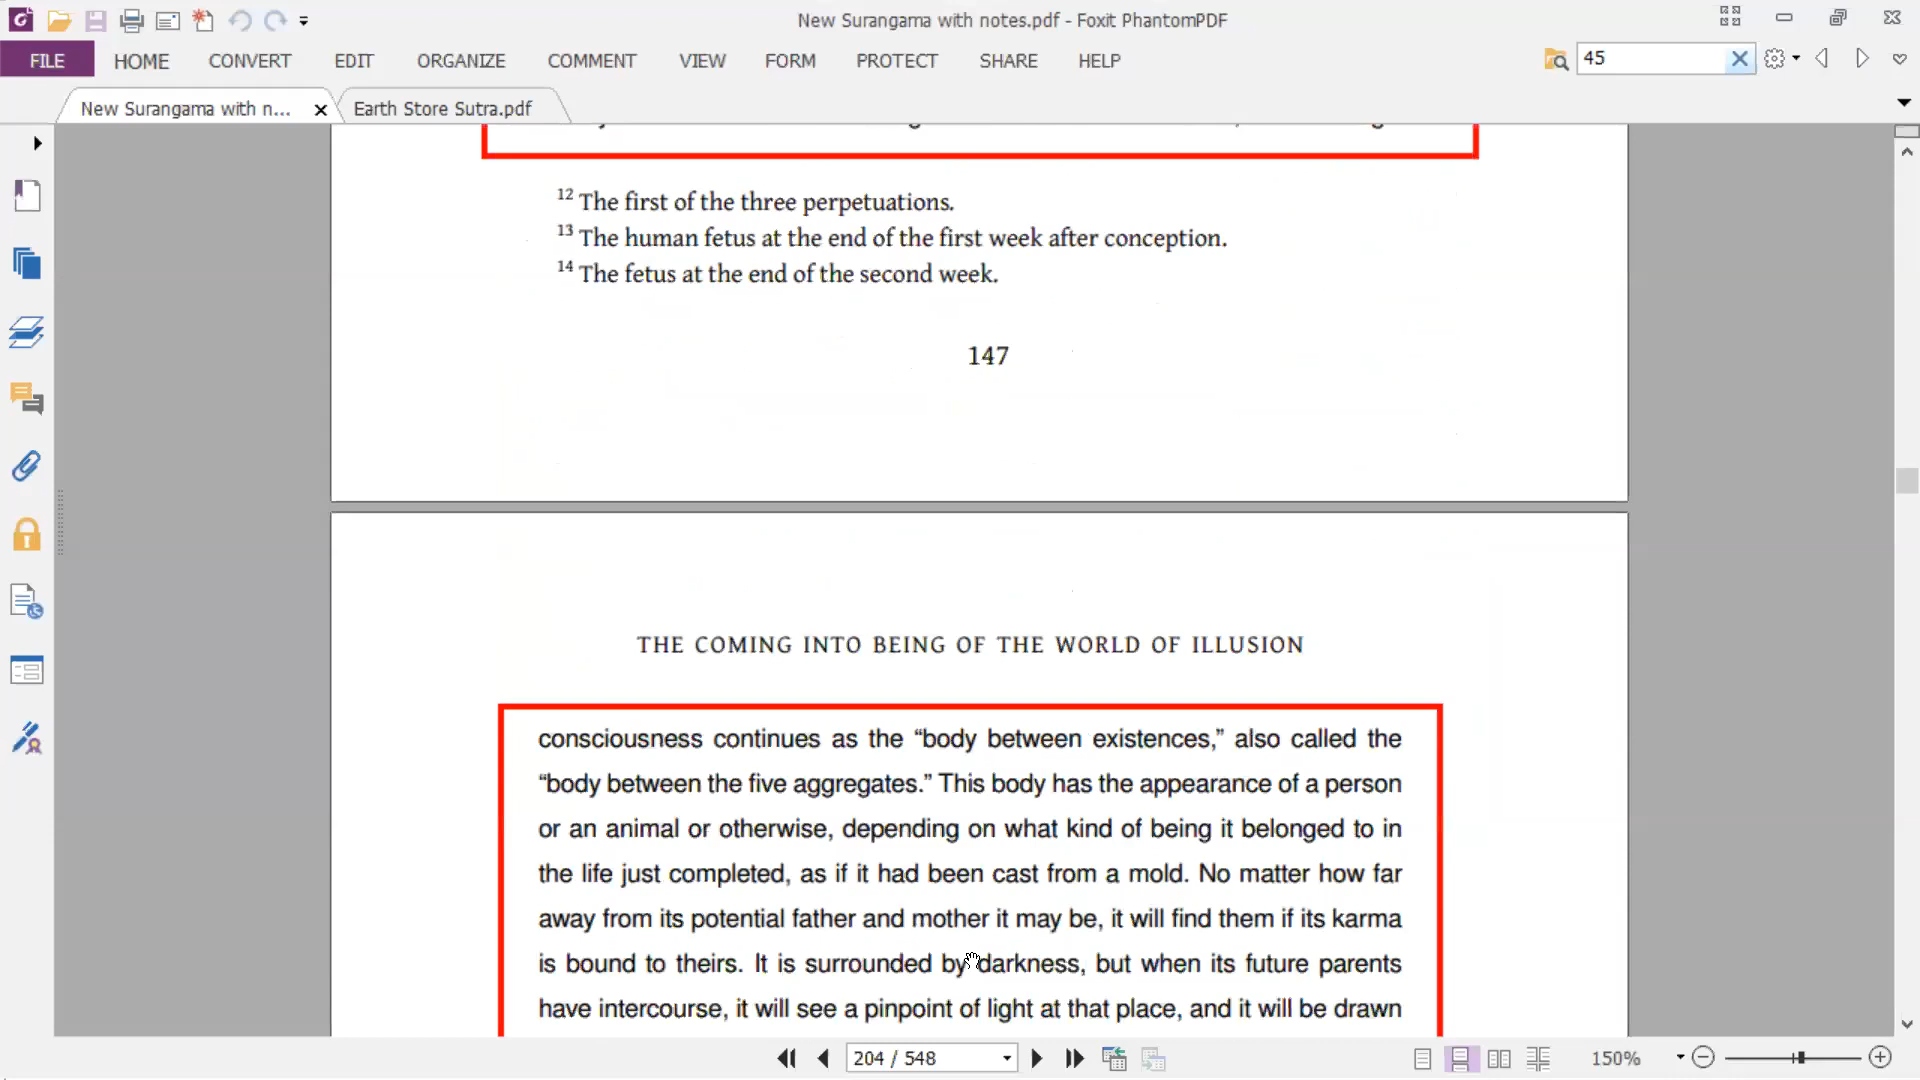 New Surangama with notes.pdf - Foxit PhantomPDF
FILE HOME CONVERT EDIT ORGANIZE COMMENT VIEW FORM PROTECT SHARE HELP
45
New Surangama with n...
Earth Store Sutra.pdf
12 The first of the three perpetuations.
13 The human fetus at the end of the first week after conception.
14 The fetus at the end of the second week.
147
THE COMING INTO BEING OF THE WORLD OF ILLUSION
consciousness continues as the “body between existences,” also called the
“body between the five aggregates.” This body has the appearance of a person
or an animal or otherwise, depending on what kind of being it belonged to in
the life just completed, as if it had been cast from a mold. No matter how far
away from its potential father and mother it may be, it will find them if its karma
is bound to theirs. It is surrounded by darkness, but when its future parents
have intercourse, it will see a pinpoint of light at that place, and it will be drawn
204 / 548
150%